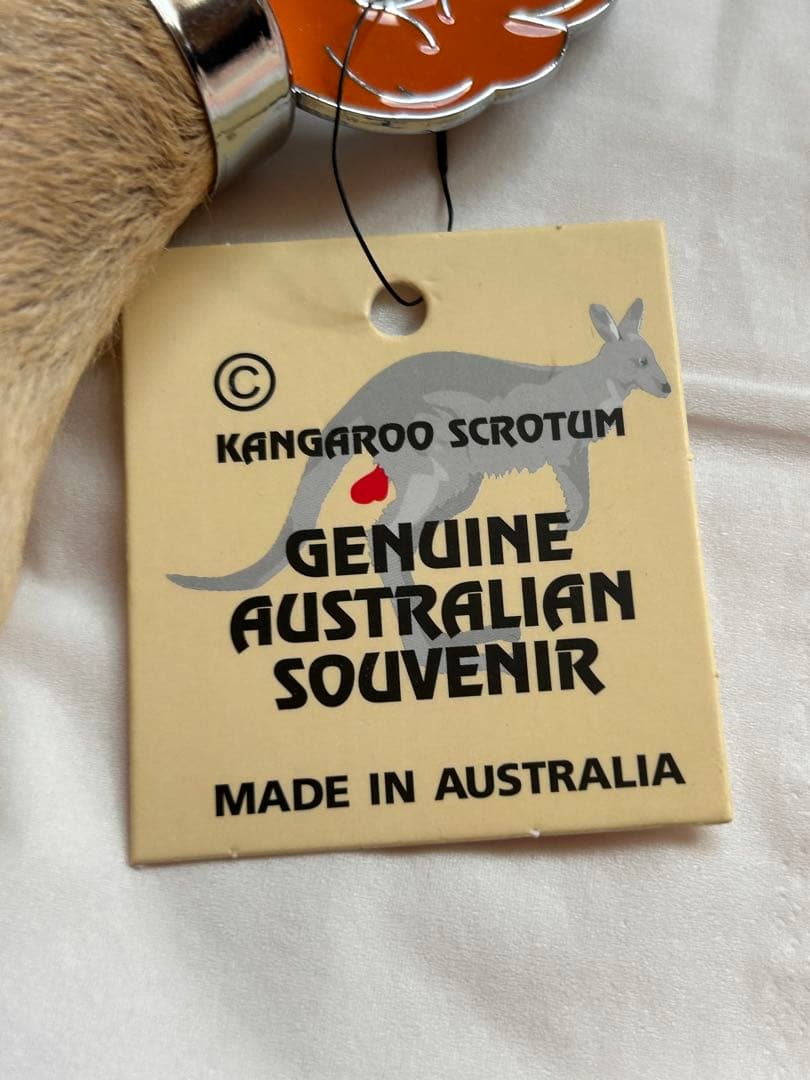 ©
KANGAROO SCROTUM
GENUINE
AUSTRALIAN
SOUVENIR
MADE IN AUSTRALIA